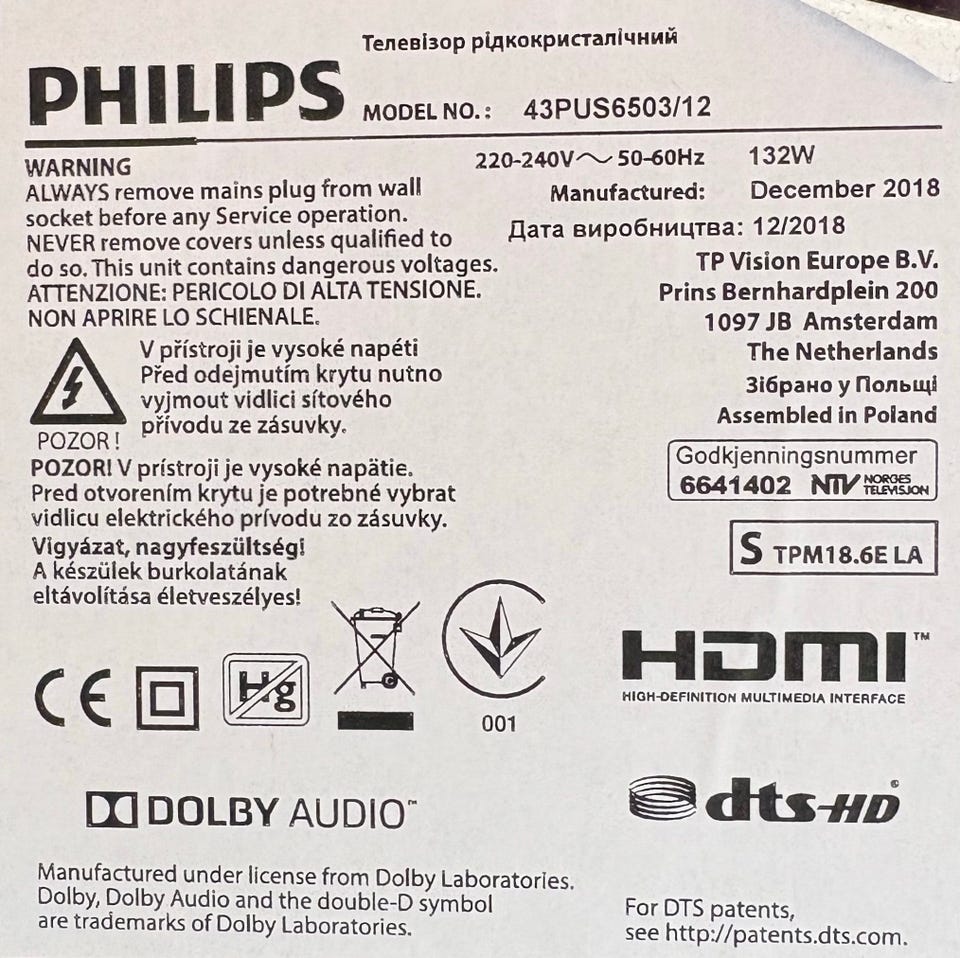 Телевізор рідкокристалічний
PHILIPS MODEL NO.: 43PUS6503/12
220-240V~ 50-60Hz 132W
Manufactured: December 2018
Дата виробництва: 12/2018
TP Vision Europe B.V.
Prins Bernhardplein 200
1097 JB Amsterdam
The Netherlands
Зібрано у Польщі
Assembled in Poland
WARNING
ALWAYS remove mains plug from wall
socket before any Service operation.
NEVER remove covers unless qualified to
do so. This unit contains dangerous voltages.
ATTENZIONE: PERICOLO DI ALTA TENSIONE.
NON APRIRE LO SCHIENALE.
V přístroji je vysoké napéti
Před odejmutím krytu nutno
vyjmout vidlici sítového
přívodu ze zásuvky.
POZOR!
POZOR! V prístroji je vysoké napätie.
Pred otvorením krytu je potrebné vybrat
vidlicu elektrického prívodu zo zásuvky.
Vigyázat, nagyfeszültség!
A készülek burkolatának
eltávolítása életveszélyes!
Godkjenningsnummer
6641402 NTV NORGES
TELEVISJON
S TPM18.6E LA
CE
Hg
001
HDMI™
HIGH-DEFINITION MULTIMEDIA INTERFACE
DOLBY AUDIO™
dts-HD®
Manufactured under license from Dolby Laboratories.
Dolby, Dolby Audio and the double-D symbol
are trademarks of Dolby Laboratories.
For DTS patents,
see http://patents.dts.com.